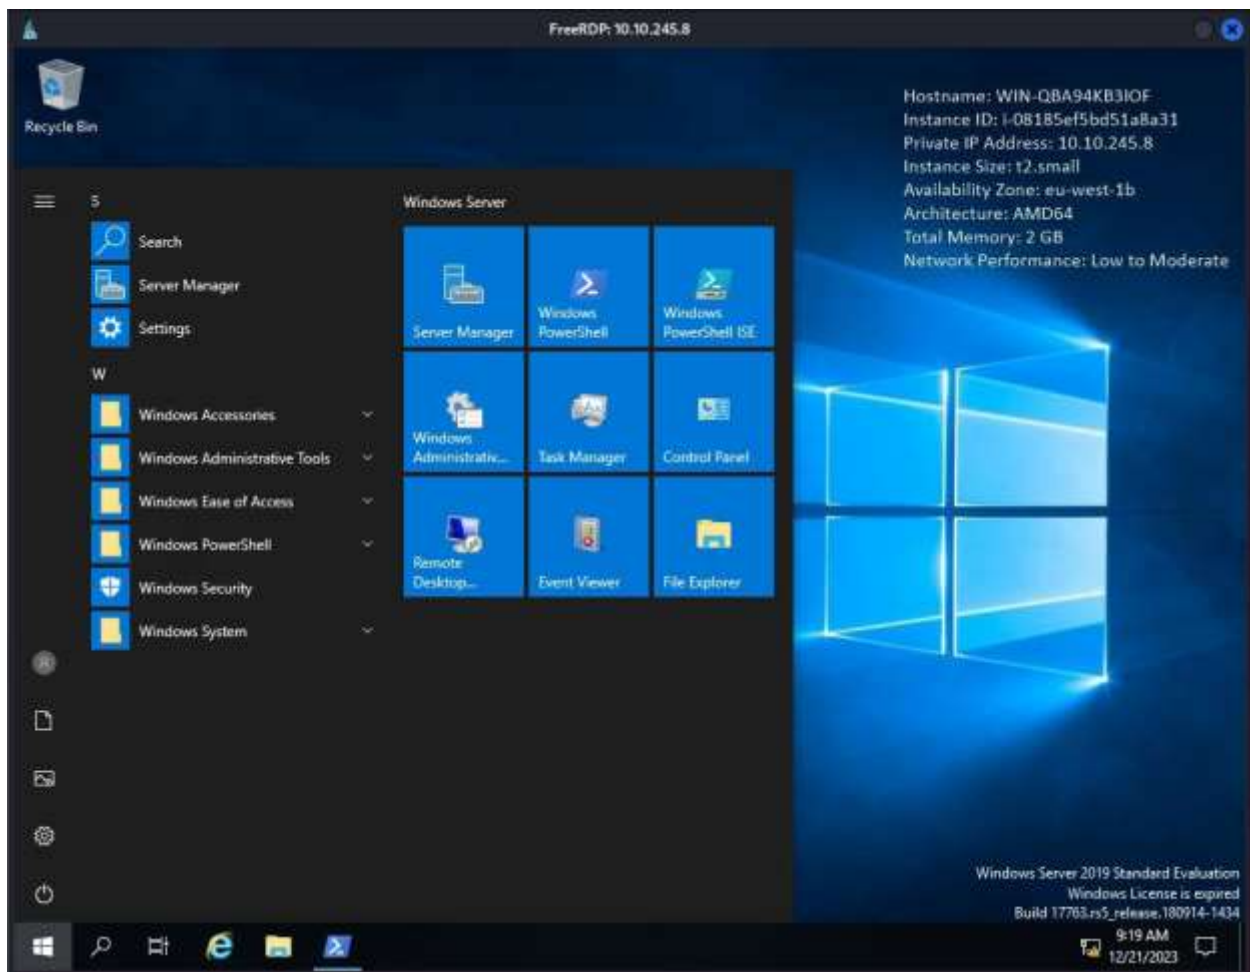 FreeRDP: 10.10.245.8
Recycle Bin
Hostname: WIN-QBA94KB3IOF
Instance ID: i-08185ef5bd51a8a31
Private IP Address: 10.10.245.8
Instance Size: t2.small
Availability Zone: eu-west-1b
Architecture: AMD64
Total Memory: 2 GB
Network Performance: Low to Moderate
S
Search
Server Manager
Settings
W
Windows Accessories
Windows Administrative Tools
Windows Ease of Access
Windows PowerShell
Windows Security
Windows System
Windows Server
Server Manager
Windows
PowerShell
Windows
PowerShell ISE
Windows
Administrativ...
Task Manager
Control Panel
Remote
Desktop...
Event Viewer
File Explorer
Windows Server 2019 Standard Evaluation
Windows License is expired
Build 17763.rs5_release.180914-1434
9:19 AM
12/21/2023